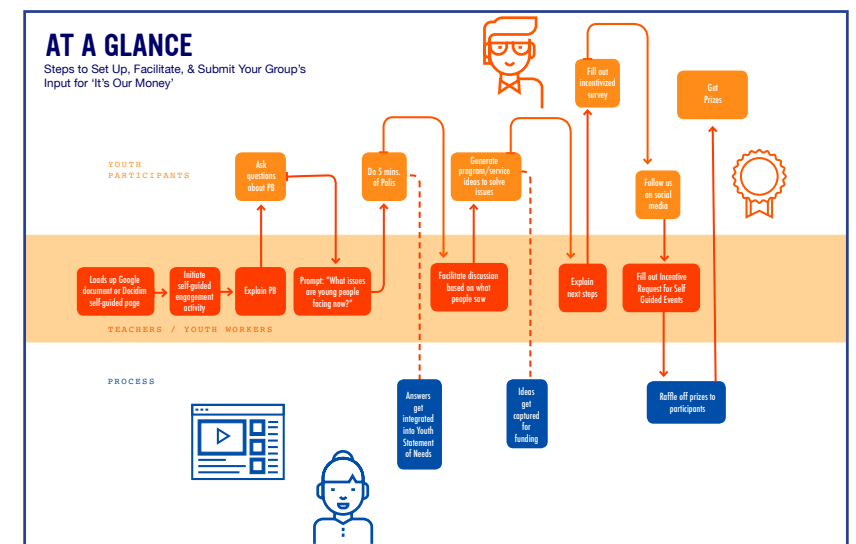 AT A GLANCE
Steps to Set Up, Facilitate, & Submit Your Group's
Input for 'It's Our Money'
Fill out
incentivized
survey
Get
Prizes
YOUTH
PARTICIPANTS
Ask
questions
about PB
Do 5 mins.
of Polis
Generate
program/service
ideas to solve
issues
Follow us
on social
media
Loads up Google
document or Decidim
self-guided page
Initiate
self-guided
engagement
activity
Explain PB
Prompt: "What issues
are young people
facing now?"
Facilitate discussion
based on what
people saw
Explain
next steps
Fill out Incentive
Request for Self
Guided Events
TEACHERS / YOUTH WORKERS
PROCESS
Answers
get
integrated
into Youth
Statement
of Needs
Ideas
get
captured
for
funding
Raffle off prizes to
participants